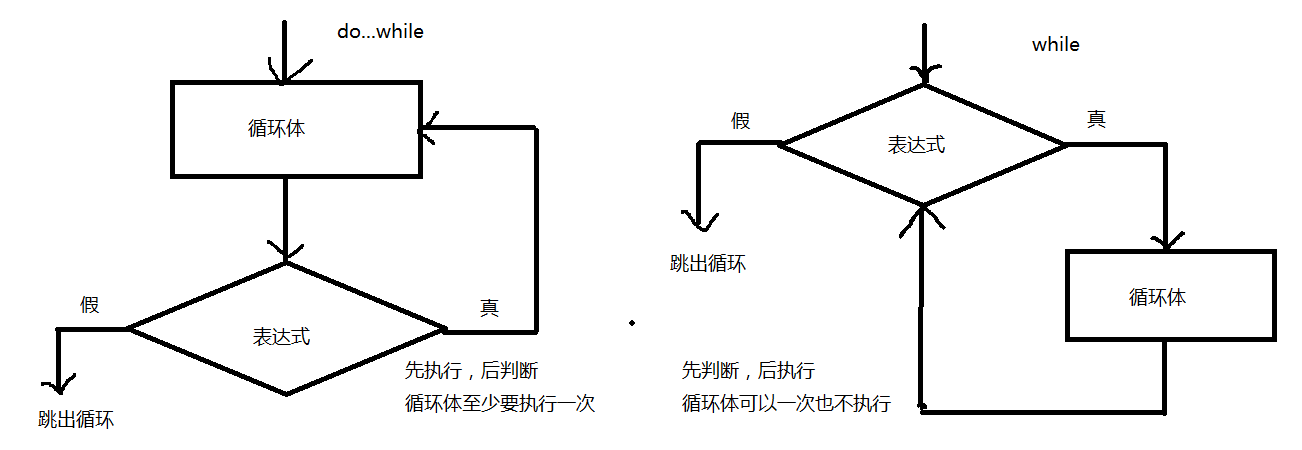 do...while
循环体
假
真
表达式
先执行，后判断
循环体至少要执行一次
跳出循环
while
假
真
表达式
跳出循环
循环体
先判断，后执行
循环体可以一次也不执行